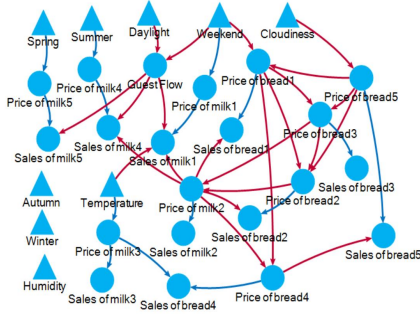 Spring
Summer
Daylight
Weekend
Cloudiness
Price of milk5
Price of milk4
Guest Flow
Price of milk1
Price of bread1
Price of bread5
Sales of milk5
Sales of milk4
Sales of milk1
Sales of bread1
Price of bread3
Autumn
Temperature
Price of milk2
Price of bread2
Sales of bread3
Winter
Price of milk3
Sales of milk2
Sales of bread2
Sales of bread5
Humidity
Sales of milk3
Sales of bread4
Price of bread4